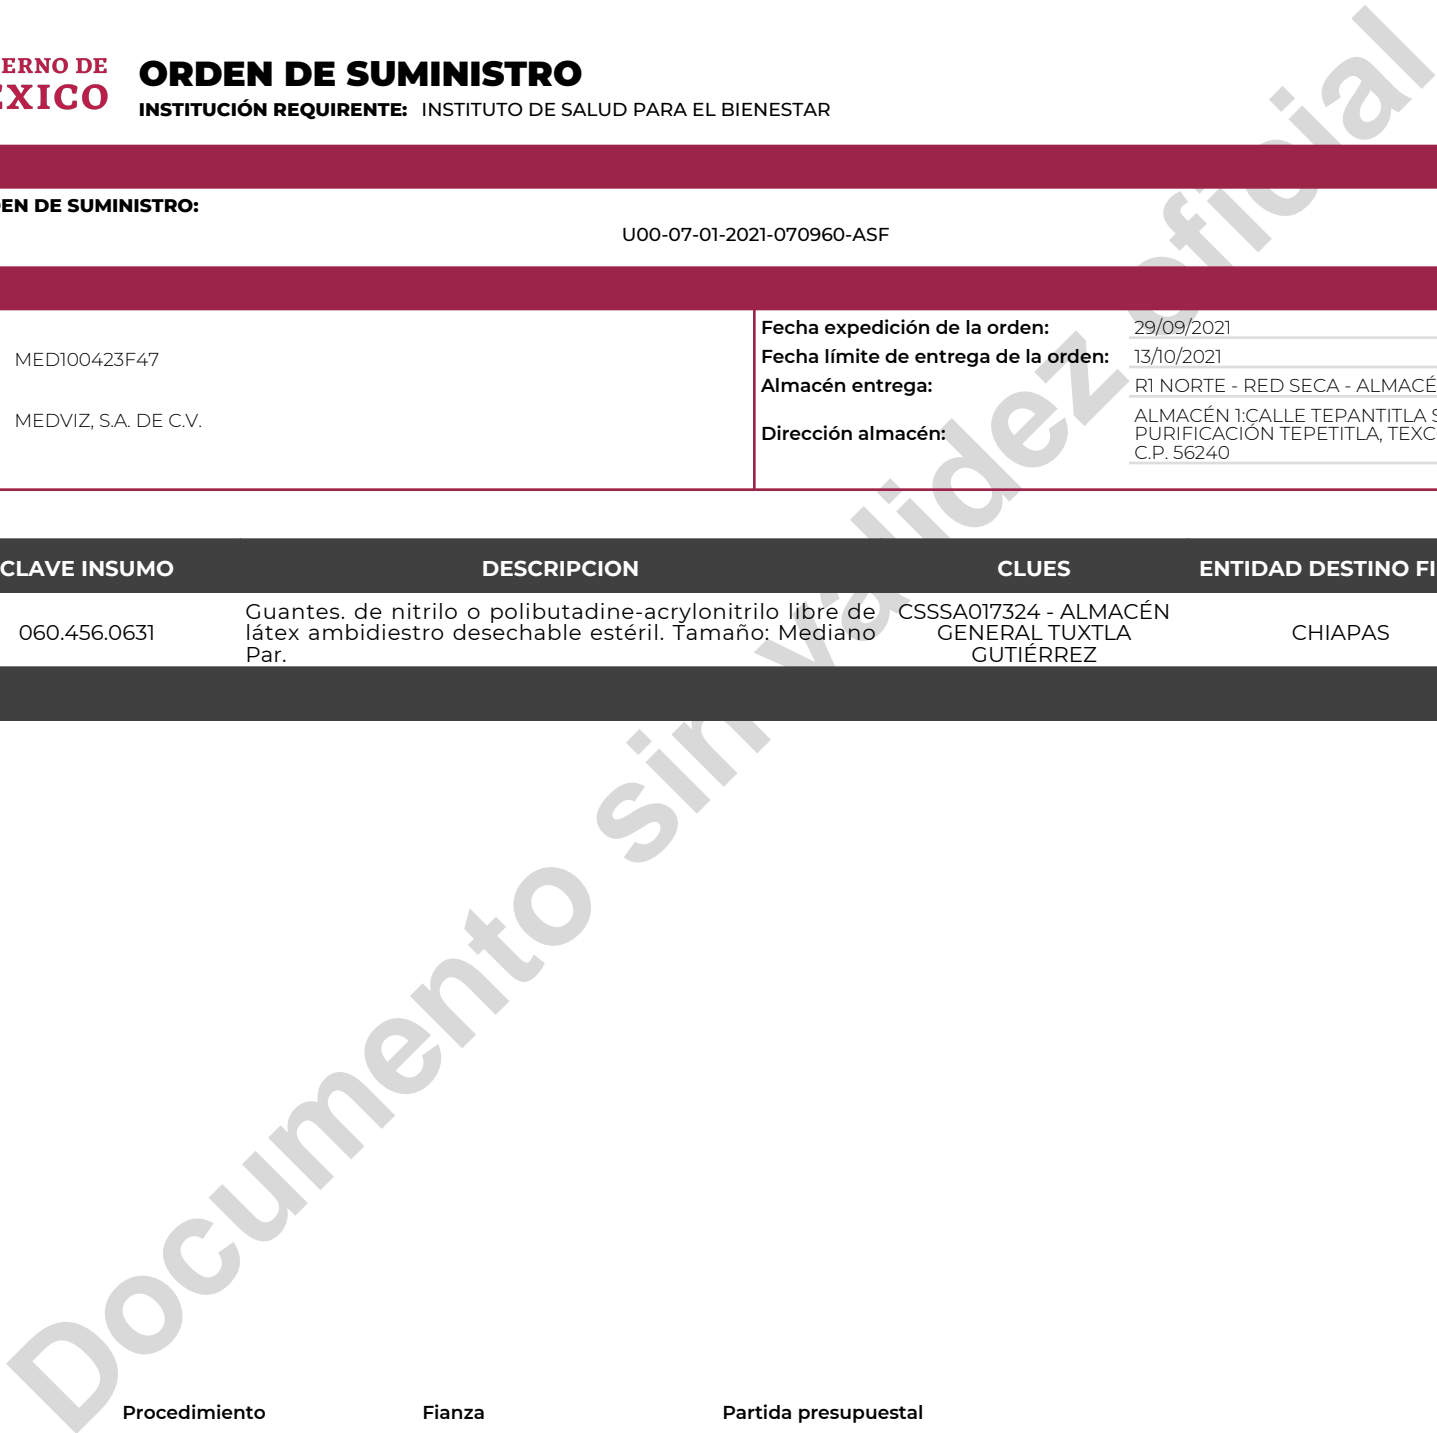 ERNO DE
EXICO
ORDEN DE SUMINISTRO
INSTITUCIÓN REQUIRENTE: INSTITUTO DE SALUD PARA EL BIENESTAR
EN DE SUMINISTRO:
U00-07-01-2021-070960-ASF
MED100423F47
MEDVIZ, S.A. DE C.V.
Fecha expedición de la orden: 29/09/2021
Fecha límite de entrega de la orden: 13/10/2021
Almacén entrega: R1 NORTE - RED SECA - ALMACÉ
Dirección almacén: ALMACÉN 1:CALLE TEPANTITLA S
PURIFICACIÓN TEPETITLA, TEXC
C.P. 56240
CLAVE INSUMO DESCRIPCION CLUES ENTIDAD DESTINO FI
060.456.0631
Guantes. de nitrilo o polibutadine-acrylonitrilo libre de
látex ambidiestro desechable estéril. Tamaño: Mediano
Par.
CSSSA017324 - ALMACÉN
GENERAL TUXTLA
GUTIÉRREZ
CHIAPAS
Documento sin validez oficial
Procedimiento Fianza Partida presupuestal